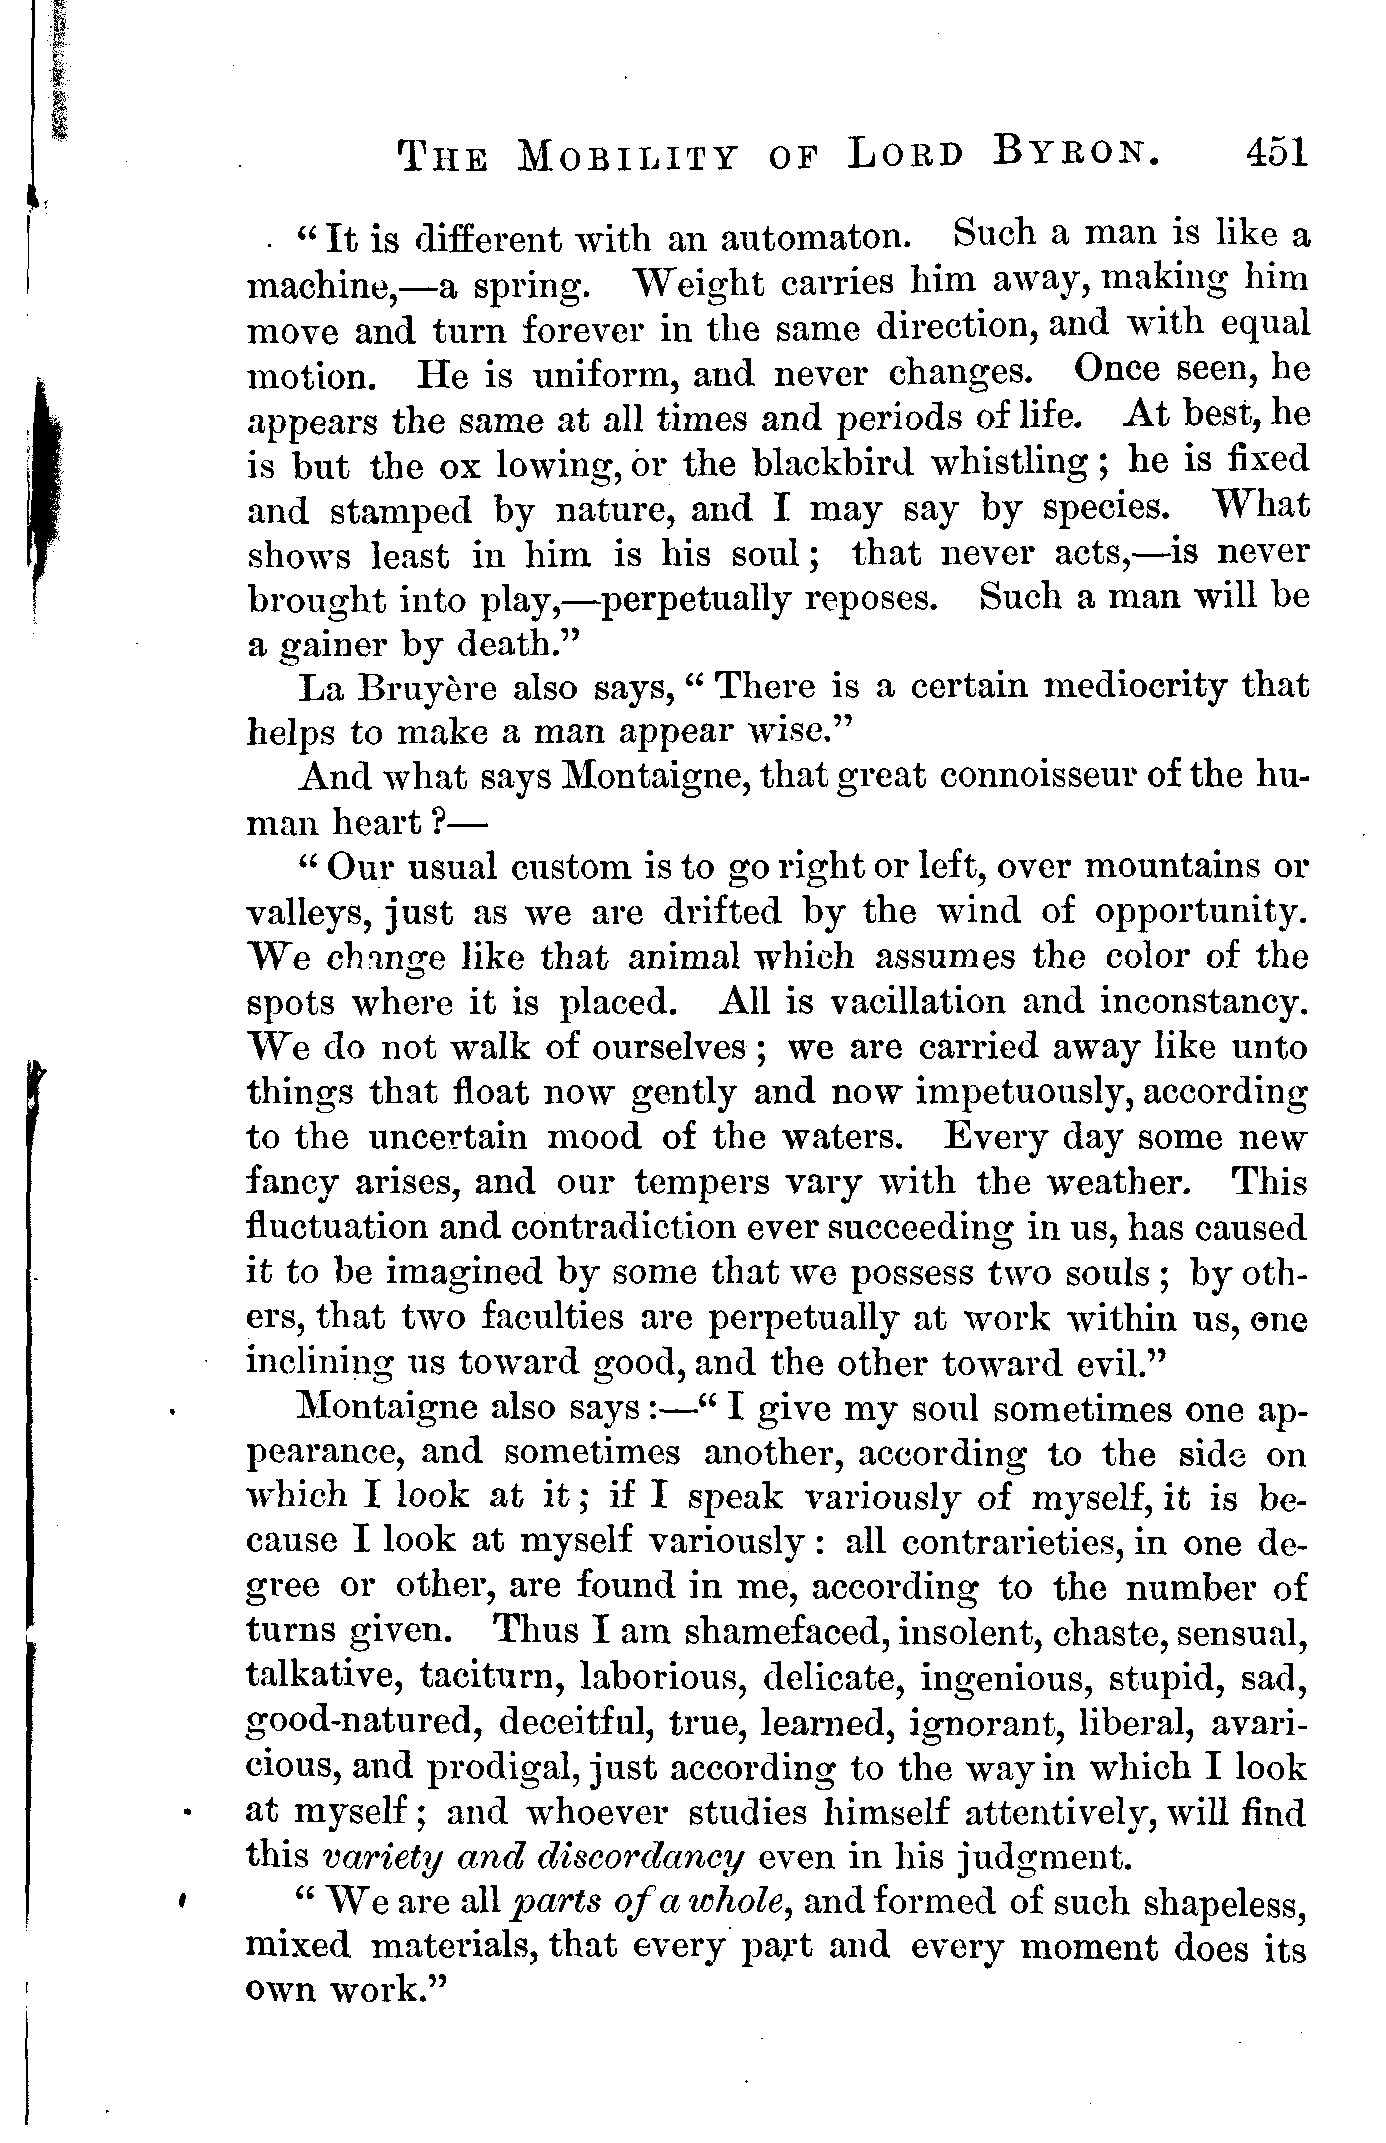 THE MOBILITY OF LORD BYRON. 451
“It is different with an automaton. Such a man is like a
machine,—a spring. Weight carries him away, making him
move and turn forever in the same direction, and with equal
motion. He is uniform, and never changes. Once seen, he
appears the same at all times and periods of life. At best, he
is but the ox lowing, or the blackbird whistling; he is fixed
and stamped by nature, and I may say by species. What
shows least in him is his soul; that never acts,—is never
brought into play,—perpetually reposes. Such a man will be
a gainer by death.”
La Bruyère also says, “There is a certain mediocrity that
helps to make a man appear wise.”
And what says Montaigne, that great connoisseur of the hu-
man heart?—
“Our usual custom is to go right or left, over mountains or
valleys, just as we are drifted by the wind of opportunity.
We change like that animal which assumes the color of the
spots where it is placed. All is vacillation and inconstancy.
We do not walk of ourselves; we are carried away like unto
things that float now gently and now impetuously, according
to the uncertain mood of the waters. Every day some new
fancy arises, and our tempers vary with the weather. This
fluctuation and contradiction ever succeeding in us, has caused
it to be imagined by some that we possess two souls; by oth-
ers, that two faculties are perpetually at work within us, one
inclining us toward good, and the other toward evil.”
Montaigne also says:—“I give my soul sometimes one ap-
pearance, and sometimes another, according to the side on
which I look at it; if I speak variously of myself, it is be-
cause I look at myself variously: all contrarieties, in one de-
gree or other, are found in me, according to the number of
turns given. Thus I am shamefaced, insolent, chaste, sensual,
talkative, taciturn, laborious, delicate, ingenious, stupid, sad,
good-natured, deceitful, true, learned, ignorant, liberal, avari-
cious, and prodigal, just according to the way in which I look
at myself; and whoever studies himself attentively, will find
this variety and discordancy even in his judgment.
“We are all parts of a whole, and formed of such shapeless,
mixed materials, that every part and every moment does its
own work.”